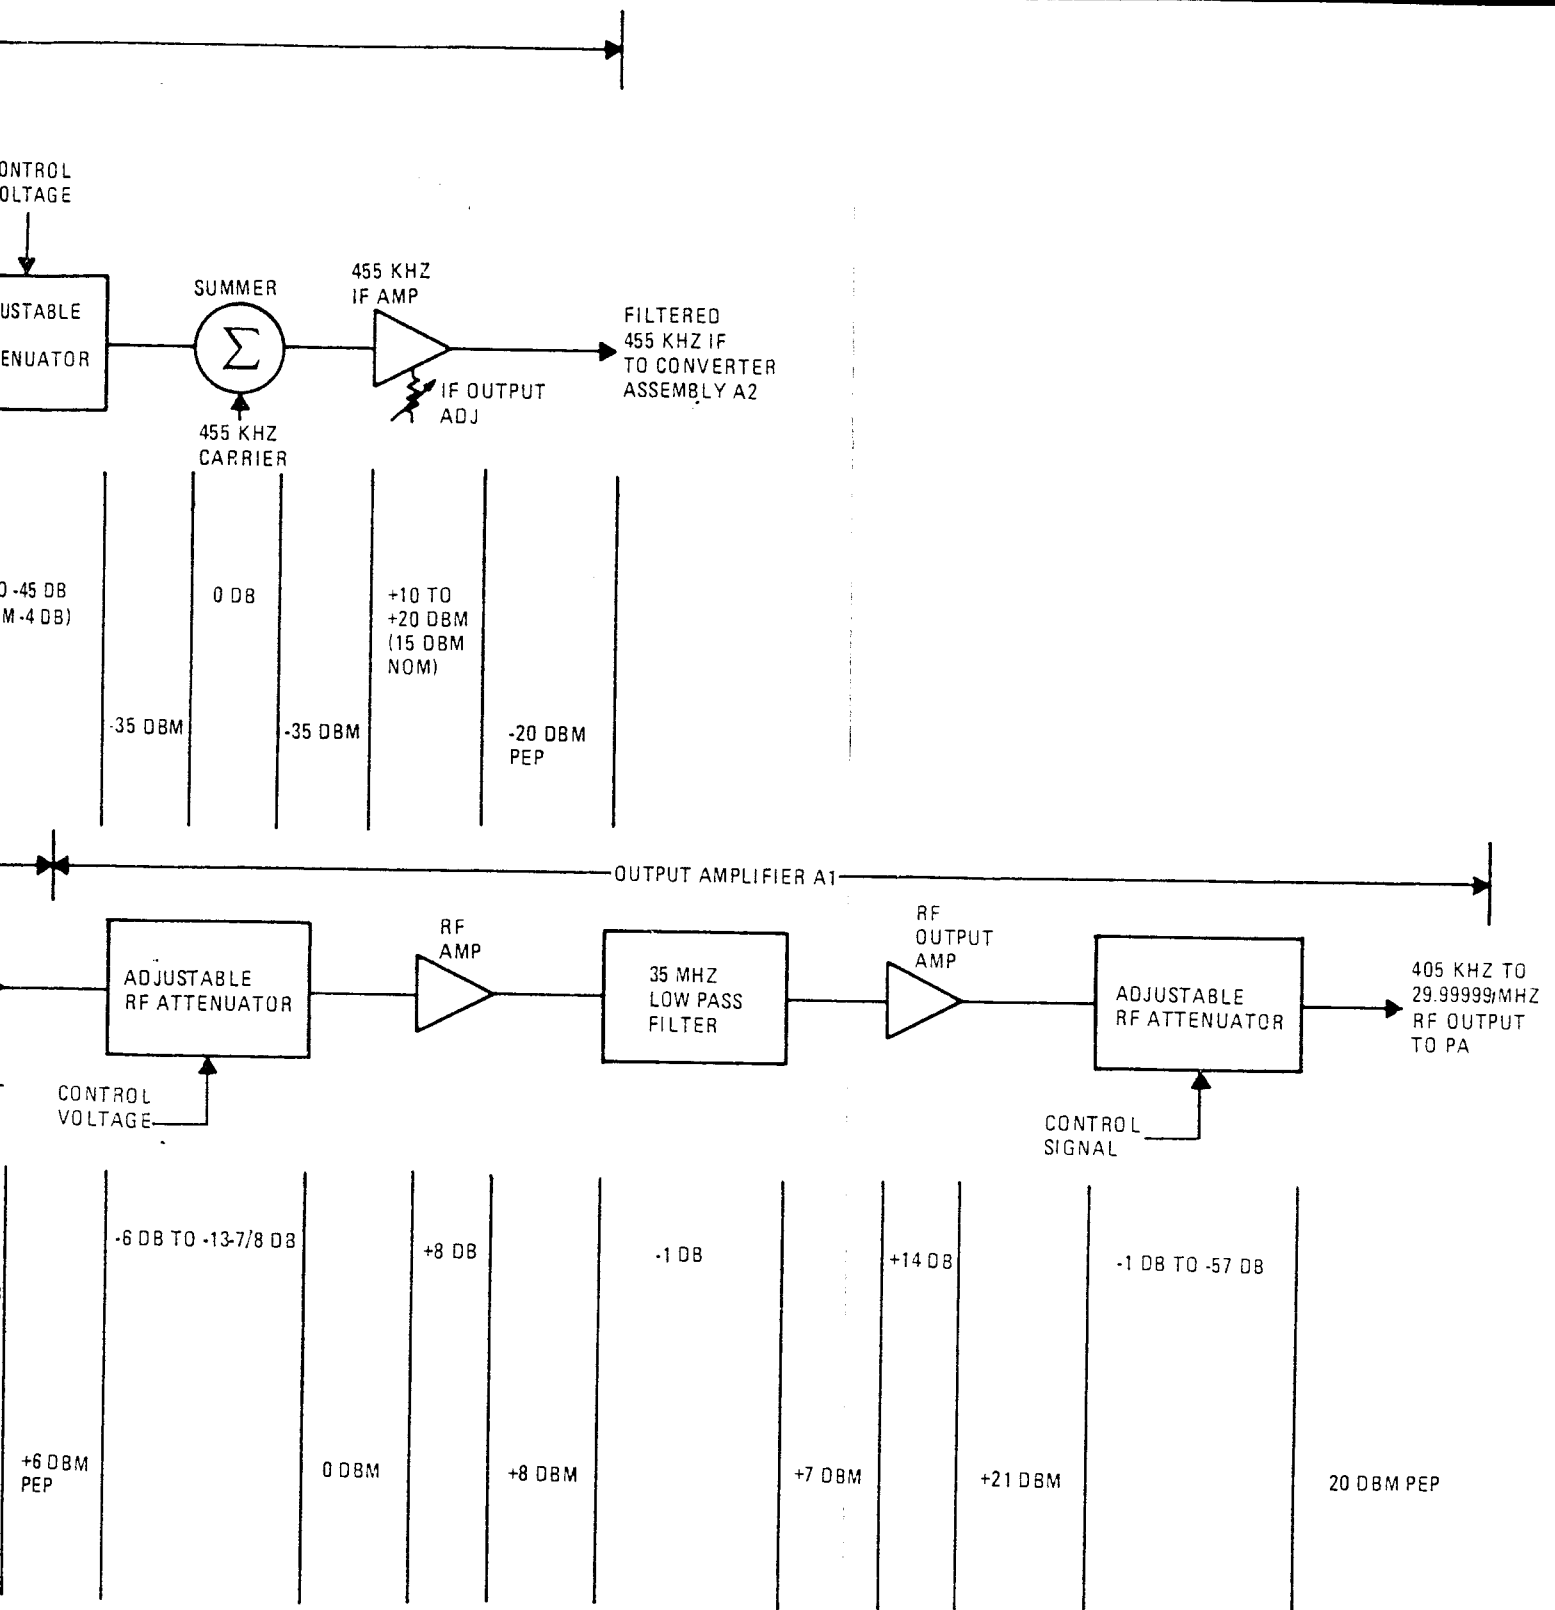 ONTROL
OLTAGE
USTABLE
ENUATOR
SUMMER
Σ
455 KHZ
CARRIER
455 KHZ
IF AMP
IF OUTPUT
ADJ
FILTERED
455 KHZ IF
TO CONVERTER
ASSEMBLY A2
O -45 DB
M -4 DB)
-35 DBM
0 DB
-35 DBM
+10 TO
+20 DBM
(15 DBM
NOM)
-20 DBM
PEP
OUTPUT AMPLIFIER A1
ADJUSTABLE
RF ATTENUATOR
CONTROL
VOLTAGE
RF
AMP
35 MHZ
LOW PASS
FILTER
RF
OUTPUT
AMP
ADJUSTABLE
RF ATTENUATOR
CONTROL
SIGNAL
405 KHZ TO
29.99999 MHZ
RF OUTPUT
TO PA
-6 DB TO -13-7/8 DB
+8 DB
-1 DB
+14 DB
-1 DB TO -57 DB
+6 DBM
PEP
0 DBM
+8 DBM
+7 DBM
+21 DBM
20 DBM PEP